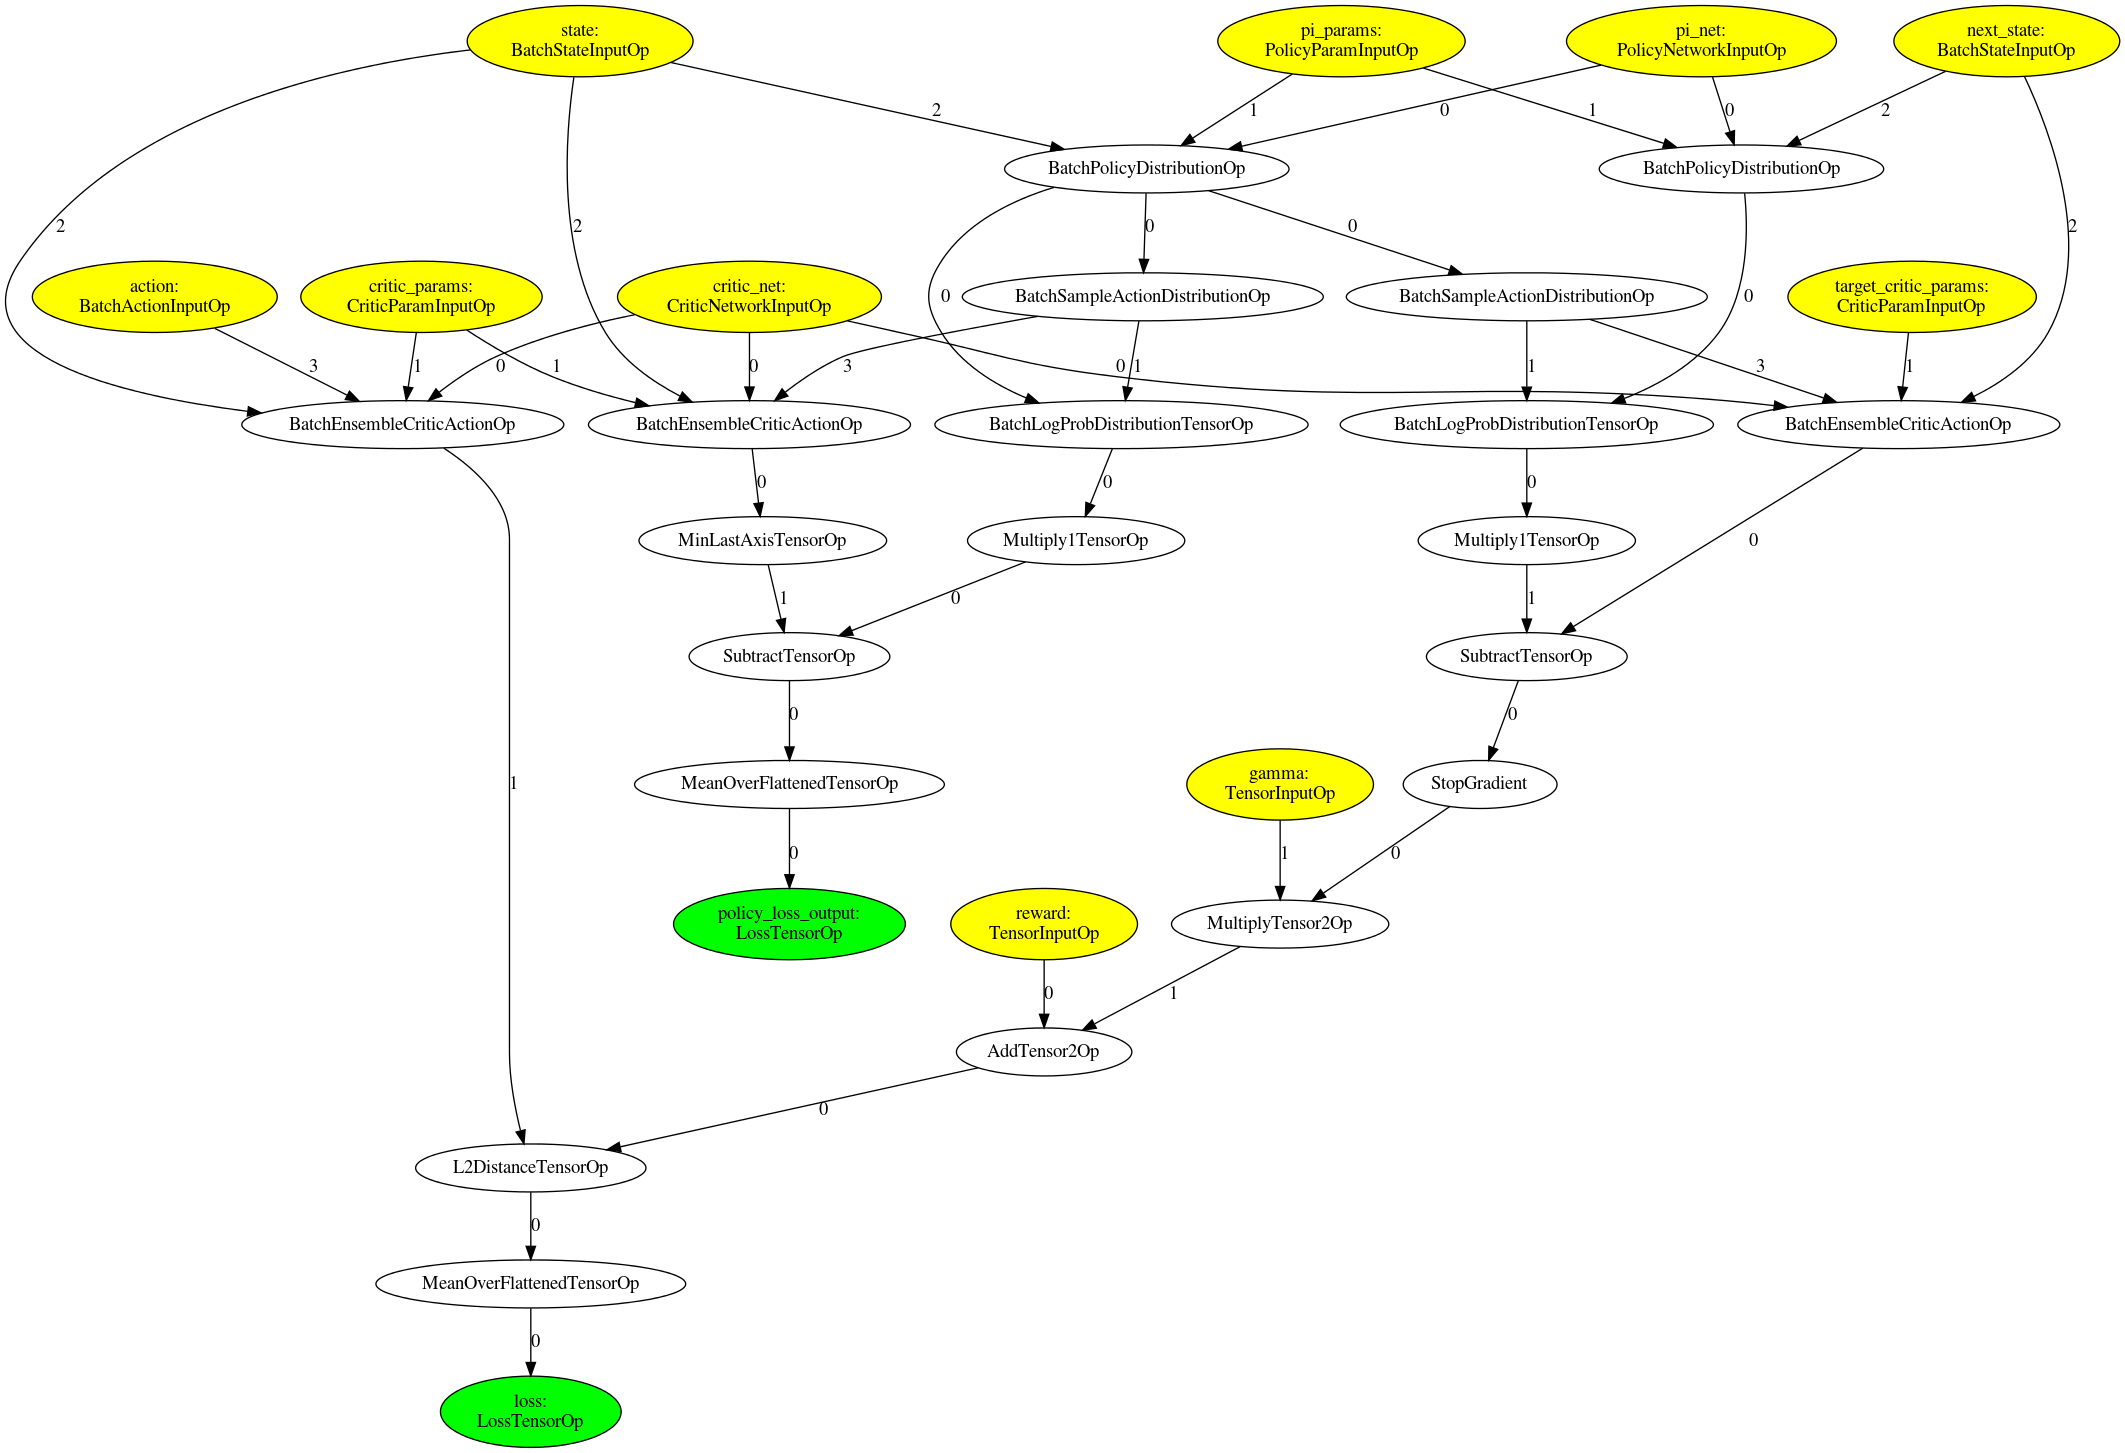 state:
BatchStateInputOp
pi_params:
PolicyParamInputOp
pi_net:
PolicyNetworkInputOp
next_state:
BatchStateInputOp
2
1
0
1
0
2
BatchPolicyDistributionOp
BatchPolicyDistributionOp
2
2
0
0
2
action:
BatchActionInputOp
critic_params:
CriticParamInputOp
critic_net:
CriticNetworkInputOp
0
BatchSampleActionDistributionOp
BatchSampleActionDistributionOp
0
target_critic_params:
CriticParamInputOp
3
1
0
1
0
3
0
1
1
3
1
BatchEnsembleCriticActionOp
BatchEnsembleCriticActionOp
BatchLogProbDistributionTensorOp
BatchLogProbDistributionTensorOp
BatchEnsembleCriticActionOp
0
0
0
MinLastAxisTensorOp
Multiply1TensorOp
Multiply1TensorOp
0
1
0
1
SubtractTensorOp
SubtractTensorOp
0
0
1
MeanOverFlattenedTensorOp
gamma:
TensorInputOp
StopGradient
0
1
0
policy_loss_output:
LossTensorOp
reward:
TensorInputOp
MultiplyTensor2Op
0
1
AddTensor2Op
0
L2DistanceTensorOp
0
MeanOverFlattenedTensorOp
0
loss:
LossTensorOp